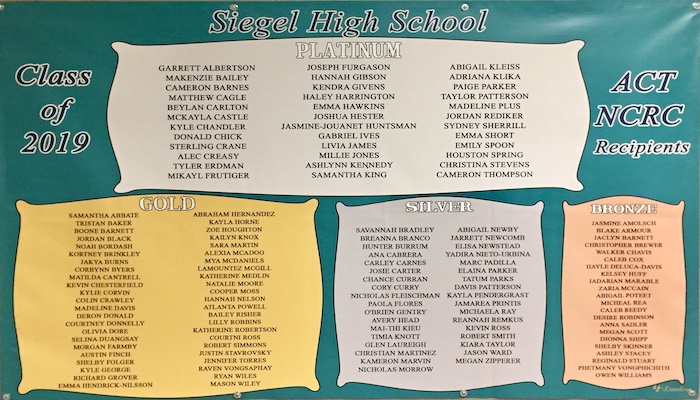 Siegel High School
Class
of
2019
ACT
NCRC
Recipients
PLATINUM
GARRETT ALBERTSON
MAKENZIE BAILEY
CAMERON BARNES
MATTHEW CAGLE
BEYLAN CARLTON
MCKAYLA CASTLE
KYLE CHANDLER
DONALD CHICK
STERLING CRANE
ALEC CREASY
TYLER ERDMAN
MIKAYL FRUTIGER
JOSEPH FURGASON
HANNAH GIBSON
KENDRA GIVENS
HALEY HARRINGTON
EMMA HAWKINS
JOSHUA HESTER
JASMINE-JOUANET HUNTSMAN
GABRIEL IVES
LIVIA JAMES
MILLIE JONES
ASHLYNN KENNEDY
SAMANTHA KING
ABIGAIL KLEISS
ADRIANA KLIKA
PAIGE PARKER
TAYLOR PATTERSON
MADELINE PLUS
JORDAN REDIKER
SYDNEY SHERRILL
EMMA SHORT
EMILY SPOON
HOUSTON SPRING
CHRISTINA STEVENS
CAMERON THOMPSON
GOLD
SAMANTHA ABBATE
TRISTAN BAKER
BOONE BARNETT
JORDAN BLACK
NOAH BORDASH
KORTNEY BRINKLEY
JAKYA BURNS
CORBYNN BYERS
MATILDA CANTRELL
KEVIN CHESTERFIELD
KYLIE CORVIN
COLIN CRAWLEY
MADELINE DAVIS
DERON DONALD
COURTNEY DONNELLY
OLIVIA DORE
SELINA DUANGSAY
MORGAN FARMBY
AUSTIN FINCH
SHELBY FOLGER
KYLE GEORGE
RICHARD GROVER
EMMA HENDRICK-NILSSON
ABRAHAM HERNANDEZ
KAYLA HORNE
ZOE HOUGHTON
KAILYN KNOX
SARA MARTIN
ALEXIA MCADOO
MYA MCDANIELS
LAMOUNTEZ MCGILL
KATHERINE MEDLIN
NATALIE MOORE
COOPER MOSS
HANNAH NELSON
ATLANTA POWELL
BAILEY RISHER
LILLY ROBBINS
KATHERINE ROBERTSON
COURTNI ROSS
ROBERT SIMMONS
JUSTIN STAVROVSKY
JENNIFER TORRES
RAVEN VONGSAPHAY
RYAN WILES
MASON WILEY
SILVER
SAVANNAH BRADLEY
BREANNA BRANCO
HUNTER BURRUM
ANA CABRERA
CARLEY CARNES
JOSIE CARTER
CHANCE CURRAN
CORY CURRY
NICHOLAS FLEISCHMAN
PAOLA FLORES
O'BRIEN GENTRY
AVERY HEAD
MAI-THI KIEU
TIMIA KNOTT
GLEN LAUREIGH
CHRISTIAN MARTINEZ
KAMERON MARVIN
NICHOLAS MORROW
ABIGAIL NEWBY
JARRETT NEWCOMB
ELISA NEWSTEAD
YADIRA NIETO-URBINA
MARC PADILLA
ELAINA PARKER
TATUM PARKS
DAVIS PATTERSON
KAYLA PENDERGRAST
JAMAREA PRINTIS
MICHAELA RAY
REANNAH REMKUS
KEVIN ROSS
ROBERT SMITH
KIARA TAYLOR
JASON WARD
MEGAN ZIPPERER
BRONZE
JASMINE AMOLSCH
BLAKE ARMOUR
JACLYN BARNETT
CHRISTOPHER BREWER
WALKER CHAVIS
CALEB COX
HAYLE DELUCA-DAVIS
KELSEY HUFF
JADARIAN MARABLE
ZARIA MCCAIN
ABIGAIL POTEET
MICHEAL REA
CALEB REEDY
DESIRE ROBINSON
ANNA SADLER
MEGAN SCOTT
DIONNA SHIPP
SHELBY SKINNER
ASHLEY STACEY
REGINALD STUART
PHETMANY VONGPHICHITH
OWEN WILLIAMS